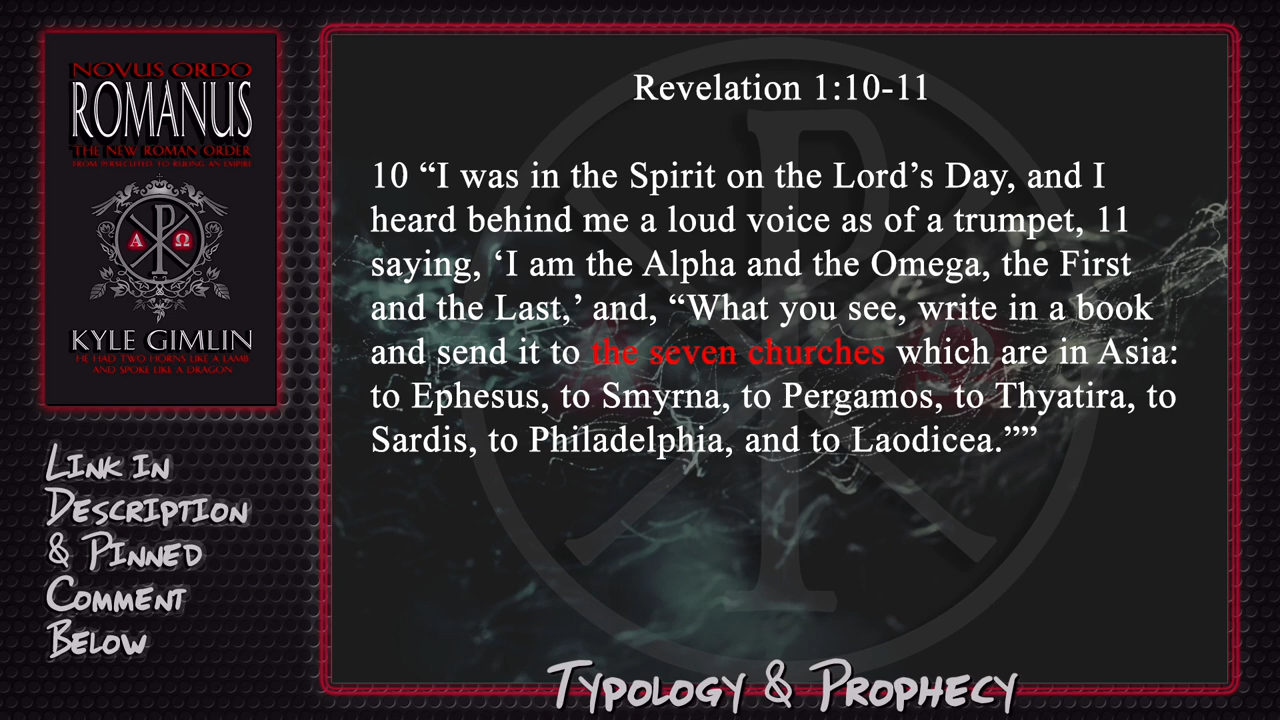 NOVUS ORDO
ROMANUS
THE NEW ROMAN ORDER
FROM PERSECUTED TO RULING AN EMPIRE
Α Ω
KYLE GIMLIN
HE HAD TWO HORNS LIKE A LAMB
AND SPOKE LIKE A DRAGON
Link in
Description
& Pinned
Comment
Below
Revelation 1:10-11
10 “I was in the Spirit on the Lord’s Day, and I
heard behind me a loud voice as of a trumpet, 11
saying, ‘I am the Alpha and the Omega, the First
and the Last,’ and, “What you see, write in a book
and send it to the seven churches which are in Asia:
to Ephesus, to Smyrna, to Pergamos, to Thyatira, to
Sardis, to Philadelphia, and to Laodicea.””
Typology & Prophecy